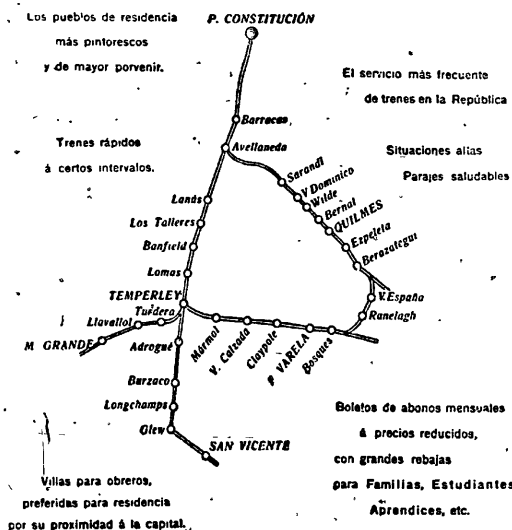 Los pueblos de residencia
más pintorescos
y de mayor porvenir.
P. CONSTITUCIÓN
El servicio más frecuente
de trenes en la República
Trenes rápidos
á certos intervalos.
Situaciones altas
Parajes saludables
Barracas
Avellaneda
Sarandí
V Dominico
Wilde
Bernal
QUILMES
Ezpeleta
Berazategui
V. España
Ranelagh
Lanús
Los Talleres
Banfield
Lomas
TEMPERLEY
Turdera
Llavallol
M. GRANDE
Mármol
V. Calzada
Claypole
F. VARELA
Bosques
Adrogué
Burzaco
Longchamps
Glew
SAN VICENTE
Boletos de abonos mensuales
á precios reducidos,
con grandes rebajas
para Familias, Estudiantes
Aprendices, etc.
Villas para obreros,
preferidas para residencia
por su proximidad á la capital.